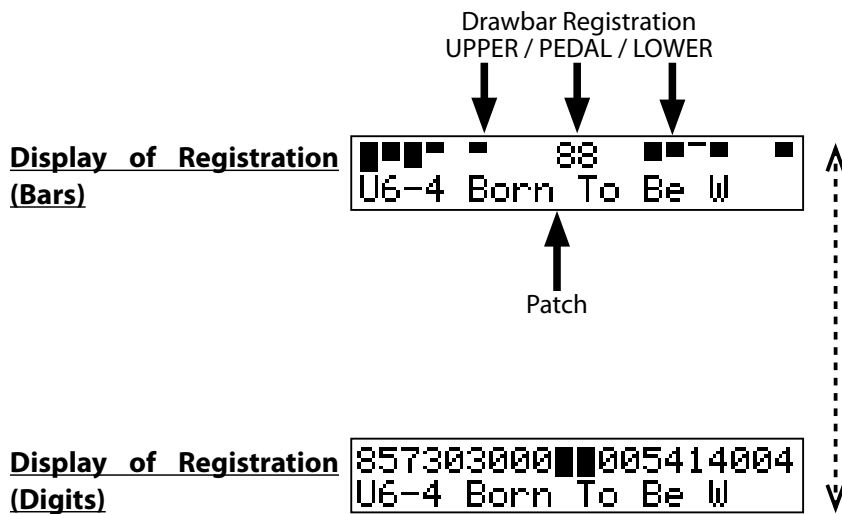 Drawbar Registration
UPPER / PEDAL / LOWER
Display of Registration
(Bars)
88
U6-4 Born To Be W
Patch
Display of Registration
(Digits)
857303000██005414004
U6-4 Born To Be W